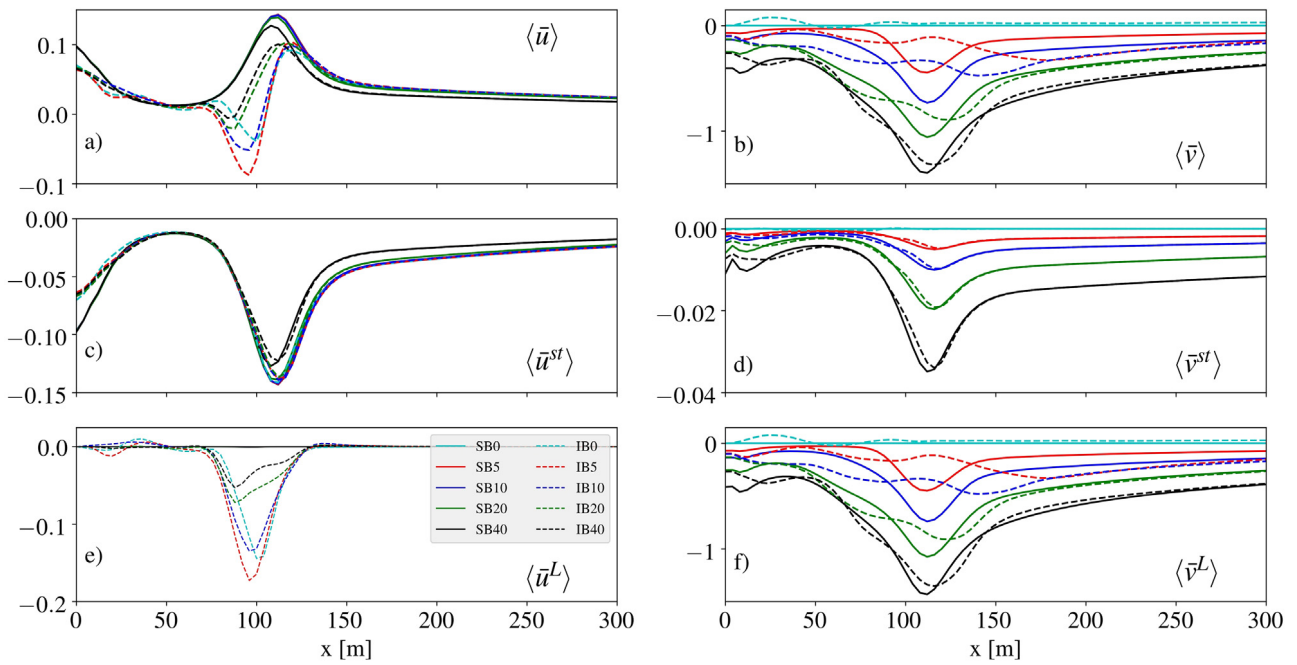 0.1
0.0
−0.1
a)
⟨ū⟩
0
−1
b)
⟨v̄⟩
0.00
−0.05
−0.10
−0.15
c)
⟨ū^{st}⟩
0.00
−0.02
−0.04
d)
⟨v̄^{st}⟩
0.0
−0.1
−0.2
e)
SB0 IB0
SB5 IB5
SB10 IB10
SB20 IB20
SB40 IB40
⟨ū^{L}⟩
0 50 100 150 200 250 300
x [m]
0
−1
f)
⟨v̄^{L}⟩
0 50 100 150 200 250 300
x [m]